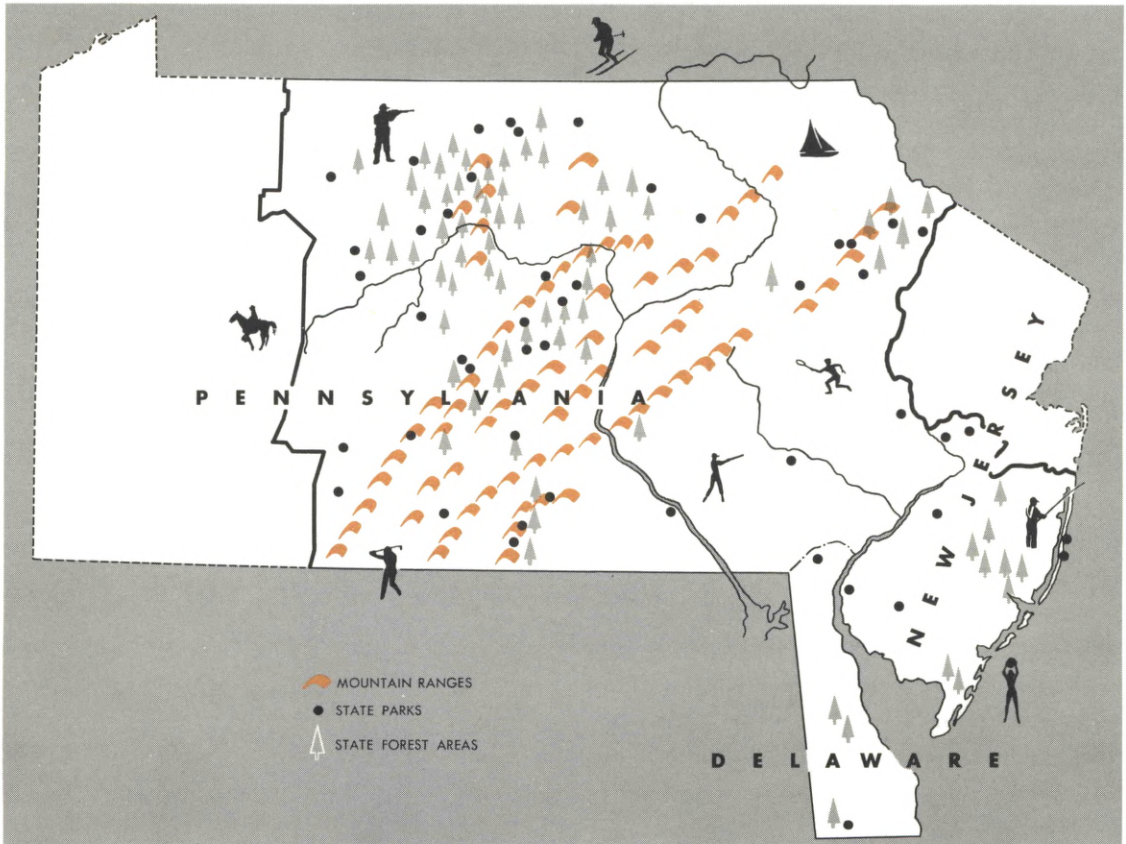 PENNSYLVANIA
NEW JERSEY
MOUNTAIN RANGES
STATE PARKS
STATE FOREST AREAS
DELAWARE